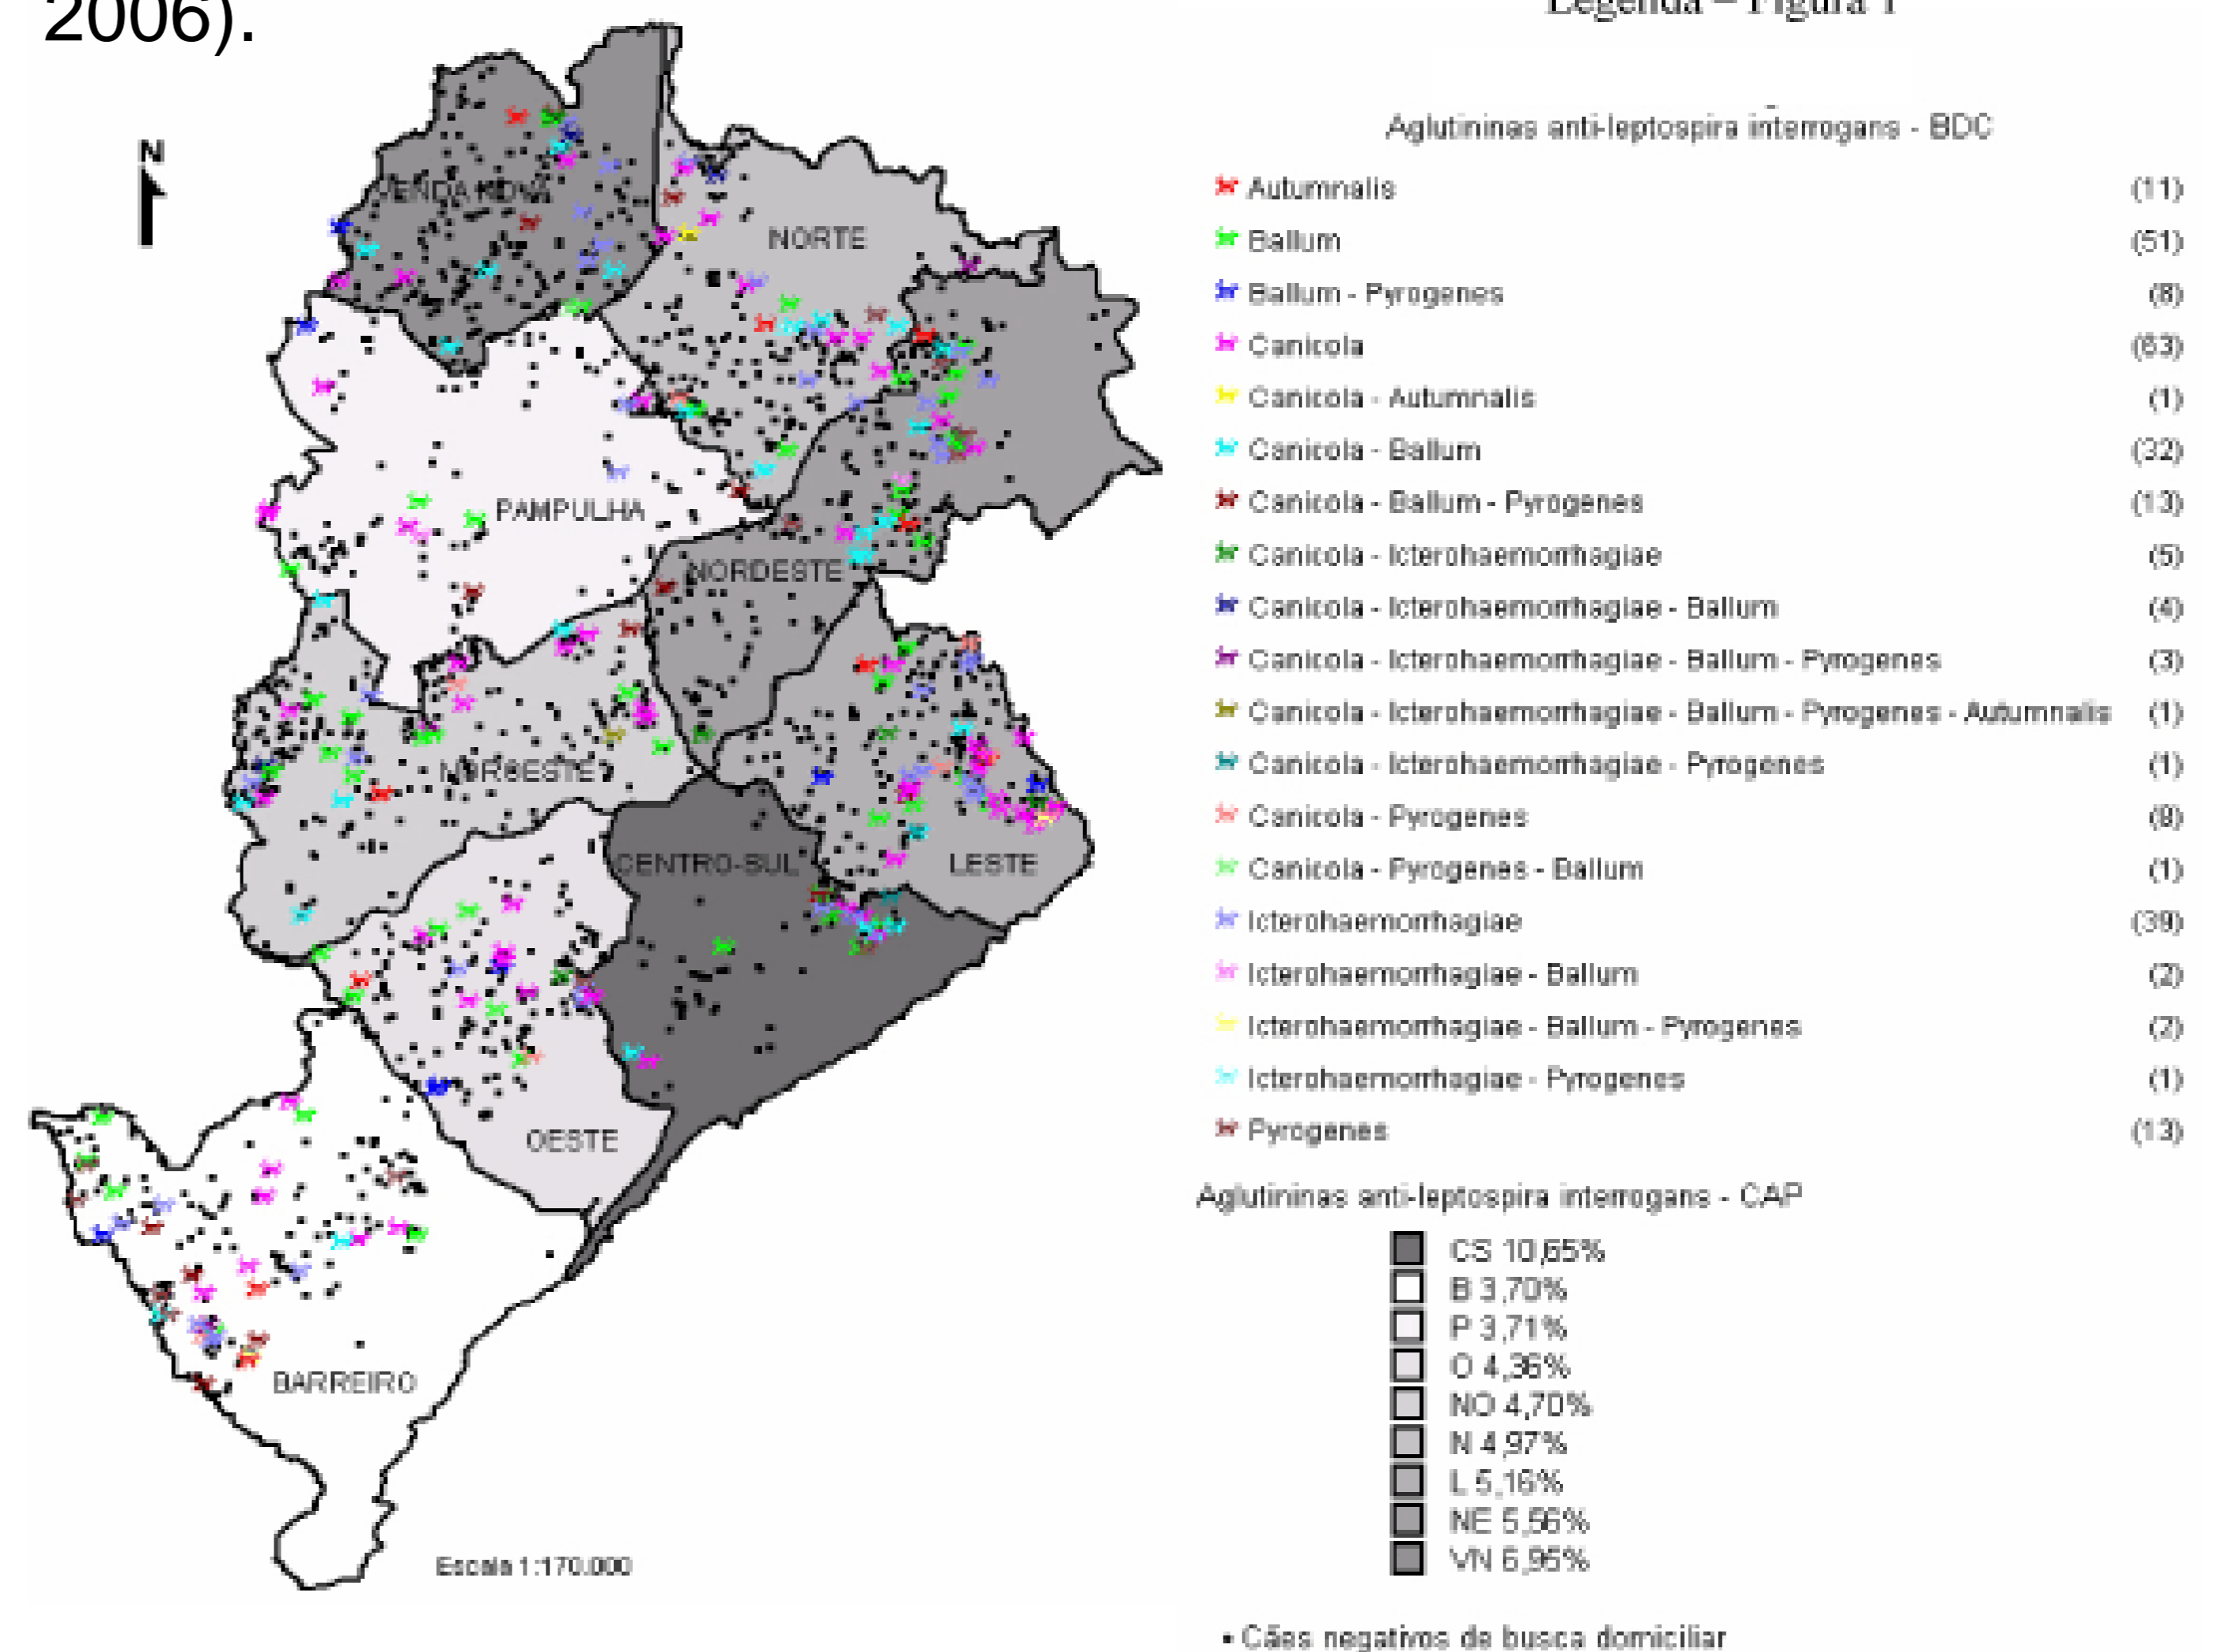 2006).
Legenda – Figura 1
Aglutininas anti-leptospira interrogans - BDC
Autumnalis (11)
Ballum (51)
Ballum - Pyrogenes (8)
Canicola (63)
Canicola - Autumnalis (1)
Canicola - Ballum (32)
Canicola - Ballum - Pyrogenes (13)
Canicola - Icterohaemorrhagiae (5)
Canicola - Icterohaemorrhagiae - Ballum (4)
Canicola - Icterohaemorrhagiae - Ballum - Pyrogenes (3)
Canicola - Icterohaemorrhagiae - Ballum - Pyrogenes - Autumnalis (1)
Canicola - Icterohaemorrhagiae - Pyrogenes (1)
Canicola - Pyrogenes (8)
Canicola - Pyrogenes - Ballum (1)
Icterohaemorrhagiae (39)
Icterohaemorrhagiae - Ballum (2)
Icterohaemorrhagiae - Ballum - Pyrogenes (2)
Icterohaemorrhagiae - Pyrogenes (1)
Pyrogenes (13)
Aglutininas anti-leptospira interrogans - CAP
CS 10,65%
B 3,70%
P 3,71%
O 4,36%
NO 4,70%
N 4,97%
L 5,16%
NE 5,56%
VN 6,95%
Cães negativos de busca domiciliar
N
VENDA NOVA
NORTE
PAMPULHA
NORDESTE
NOROESTE
CENTRO-SUL
LESTE
OESTE
BARREIRO
Escala 1:170.000